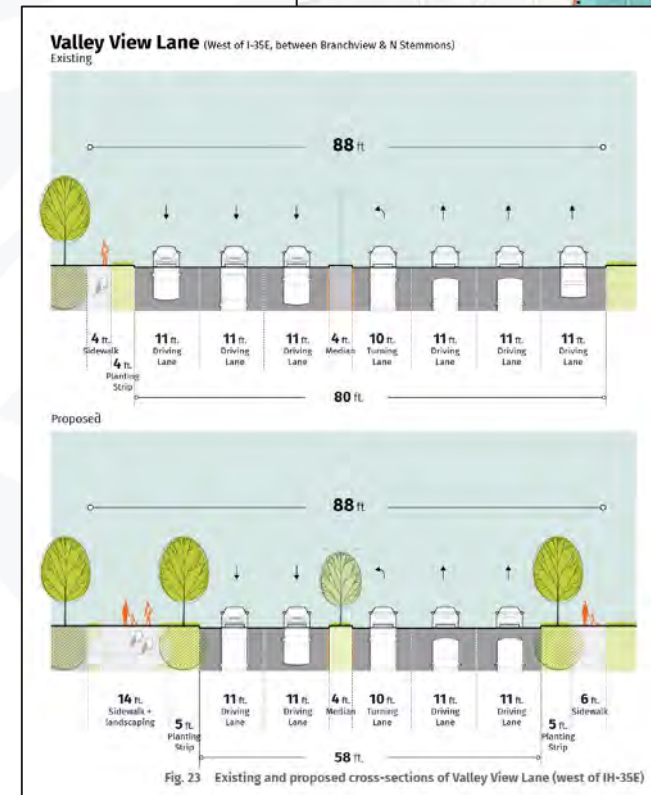 Valley View Lane (West of I-35E, between Branchview & N Stemmons)
Existing
88 ft
4 ft. Sidewalk
4 ft. Planting Strip
11 ft. Driving Lane
11 ft. Driving Lane
11 ft. Driving Lane
4 ft. Median
10 ft. Turning Lane
11 ft. Driving Lane
11 ft. Driving Lane
11 ft. Driving Lane
80 ft.
Proposed
88 ft
14 ft. Sidewalk + landscaping
5 ft. Planting Strip
11 ft. Driving Lane
11 ft. Driving Lane
4 ft. Median
10 ft. Turning Lane
11 ft. Driving Lane
11 ft. Driving Lane
5 ft. Planting Strip
6 ft. Sidewalk
58 ft.
Fig. 23 Existing and proposed cross-sections of Valley View Lane (west of IH-35E)